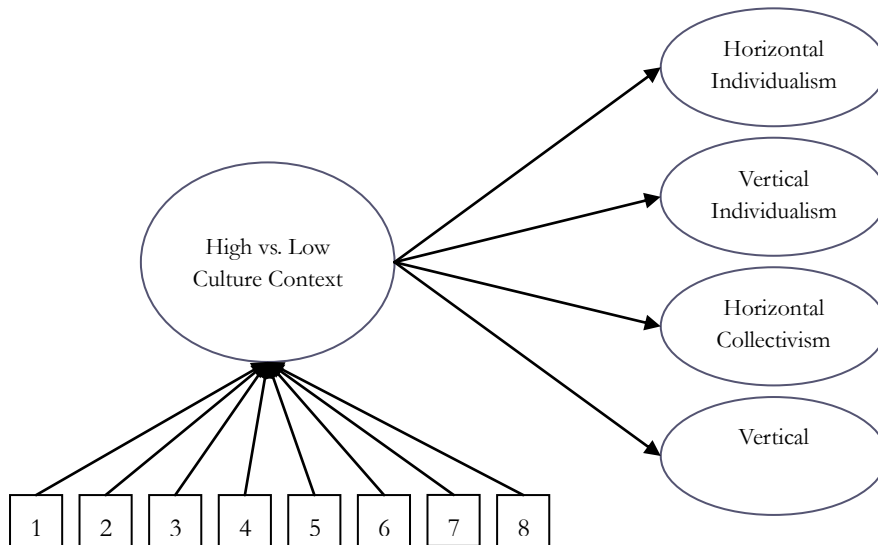 Horizontal
Individualism
Vertical
Individualism
High vs. Low
Culture Context
Horizontal
Collectivism
Vertical
1 2 3 4 5 6 7 8